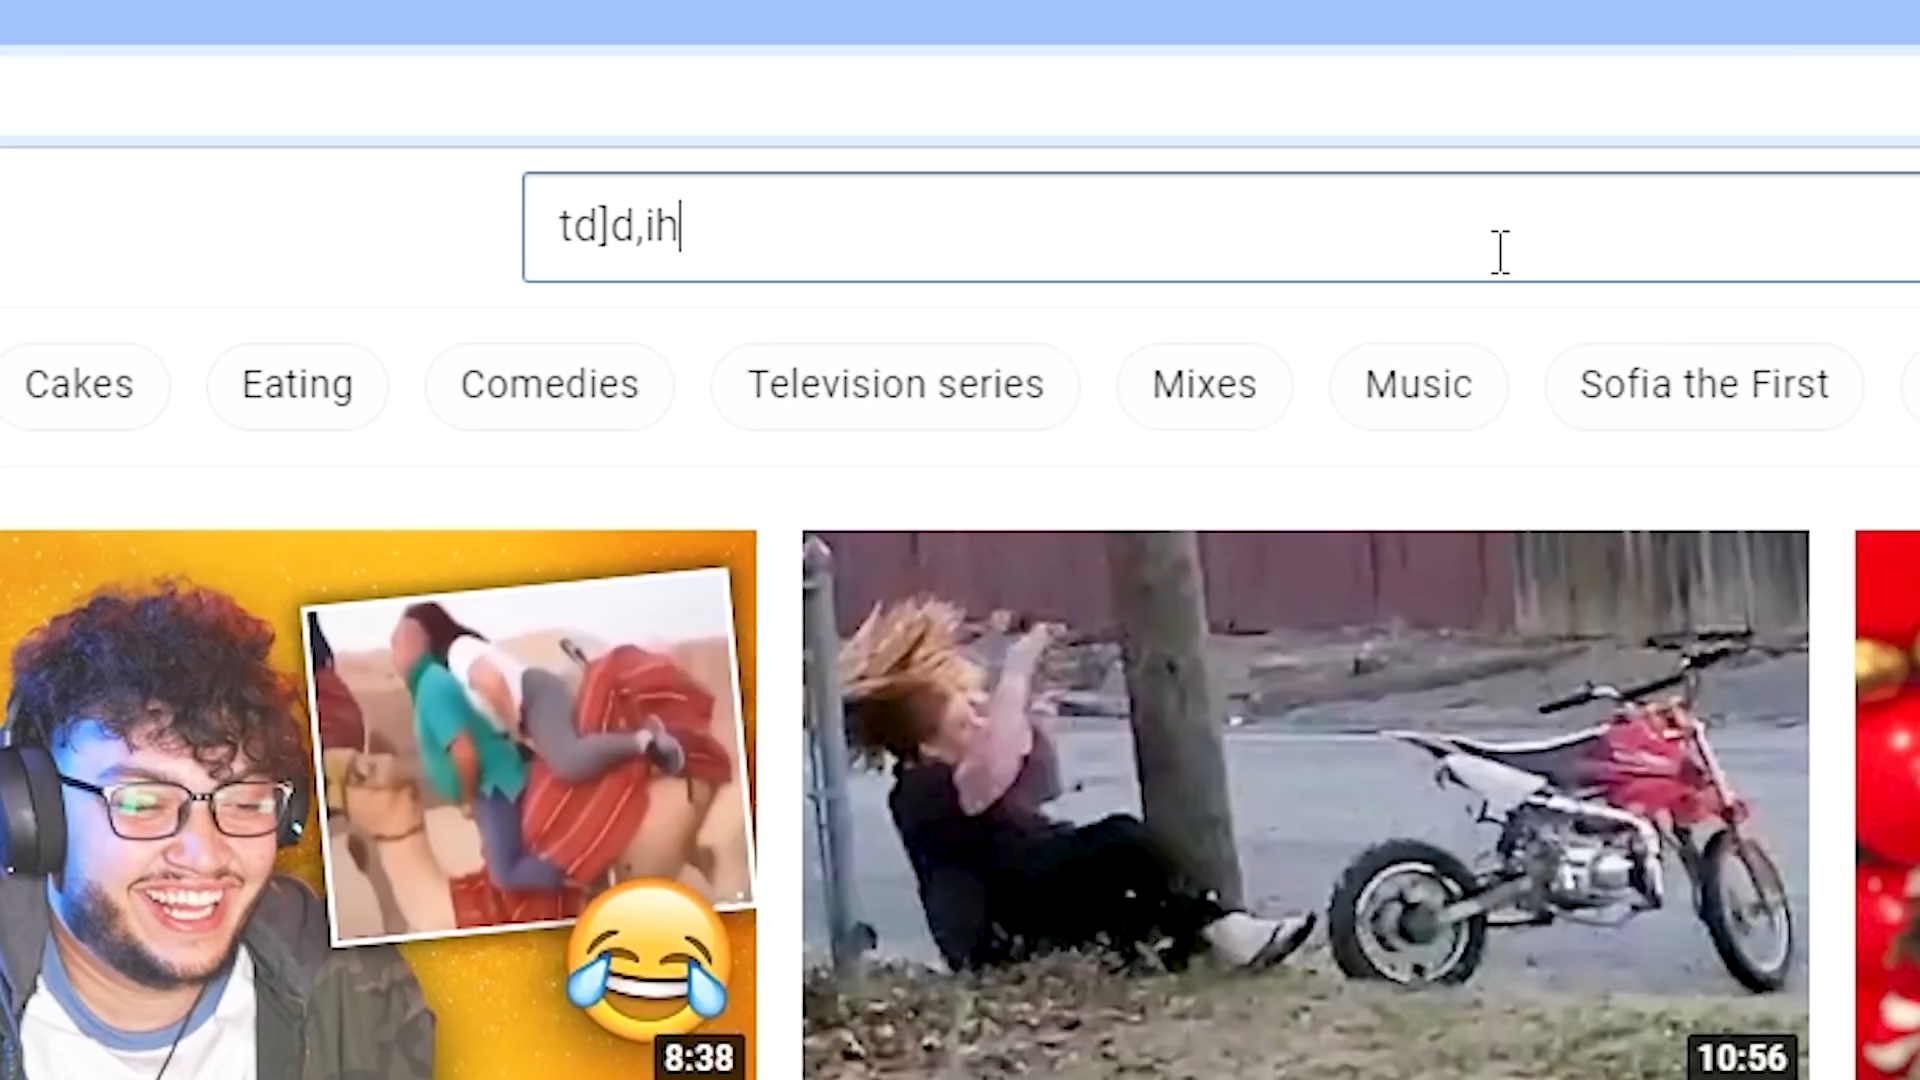 td]d,ih
Cakes
Eating
Comedies
Television series
Mixes
Music
Sofia the First
8:38
10:56